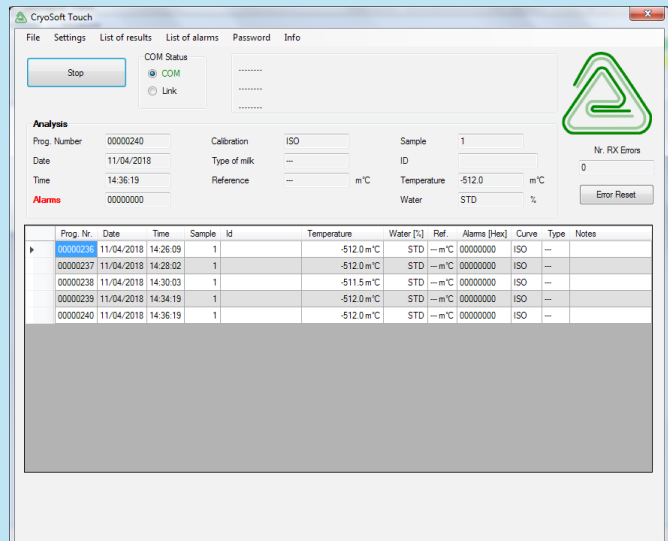 CryoSoft Touch
File Settings List of results List of alarms Password Info
Stop
COM Status
COM
Link
--------
--------
--------
Analysis
Prog. Number 00000240 Calibration ISO Sample 1
Date 11/04/2018 Type of milk --- ID
Time 14:36:19 Reference --- m°C Temperature -512.0 m°C
Alarms 00000000 Water STD %
Nr. RX Errors
0
Error Reset
Prog. Nr. Date Time Sample Id Temperature Water [%] Ref. Alarms [Hex] Curve Type Notes
00000236 11/04/2018 14:26:09 1 -512.0 m°C STD --- m°C 00000000 ISO ---
00000237 11/04/2018 14:28:02 1 -512.0 m°C STD --- m°C 00000000 ISO ---
00000238 11/04/2018 14:30:03 1 -511.5 m°C STD --- m°C 00000000 ISO ---
00000239 11/04/2018 14:34:19 1 -512.0 m°C STD --- m°C 00000000 ISO ---
00000240 11/04/2018 14:36:19 1 -512.0 m°C STD --- m°C 00000000 ISO ---